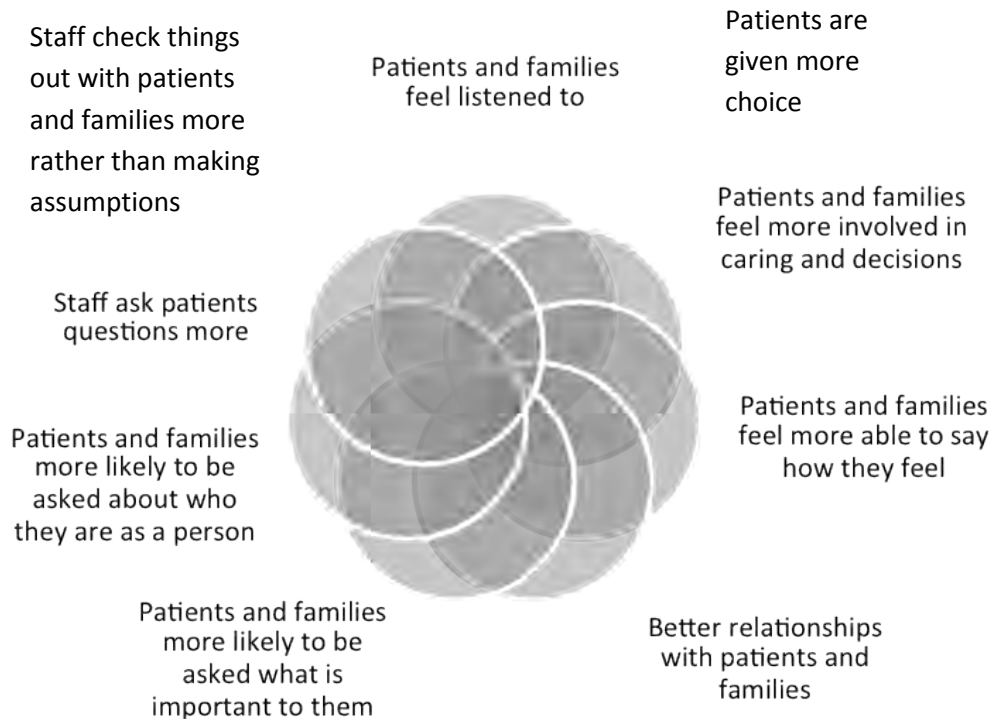 Staff check things
out with patients
and families more
rather than making
assumptions
Patients and families
feel listened to
Patients are
given more
choice
Patients and families
feel more involved in
caring and decisions
Staff ask patients
questions more
Patients and families
feel more able to say
how they feel
Patients and families
more likely to be
asked about who
they are as a person
Patients and families
more likely to be
asked what is
important to them
Better relationships
with patients and
families